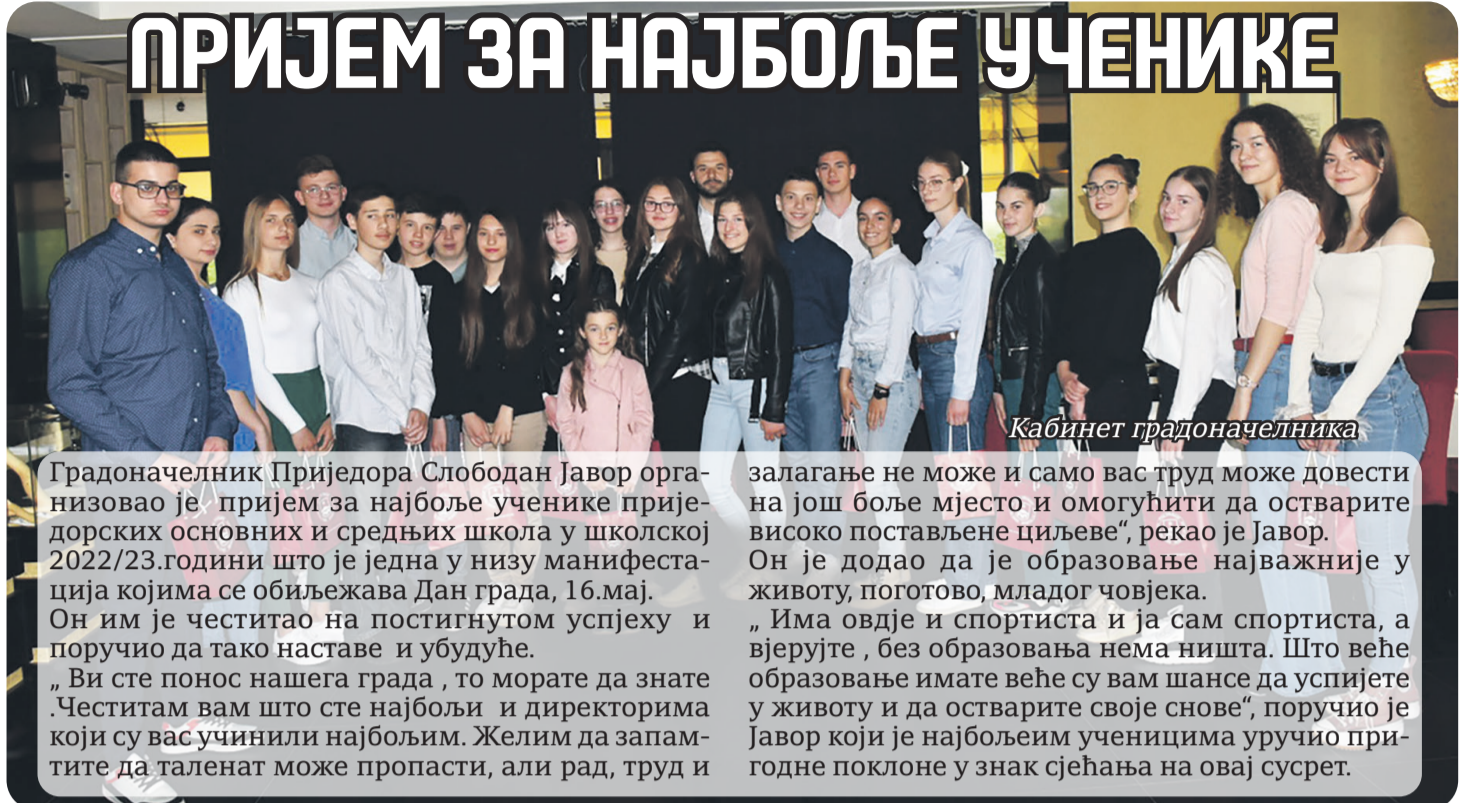 ПРИЈЕМ ЗА НАЈБОЉЕ УЧЕНИКЕ
Кабинет градоначелника
Градоначелник Приједора Слободан Јавор орга-
низовао је пријем за најбоље ученике прије-
дорских основних и средњих школа у школској
2022/23.години што је једна у низу манифеста-
ција којима се обиљежава Дан града, 16.мај.
Он им је честитао на постигнутом успјеху и
поручио да тако наставе и убудуће.
„ Ви сте понос нашега града , то морате да знате
.Честитам вам што сте најбољи и директорима
који су вас учинили најбољим. Желим да запам-
тите да таленат може пропасти, али рад, труд и
залагање не може и само вас труд може довести
на још боље мјесто и омогућити да остварите
високо постављене циљеве“, рекао је Јавор.
Он је додао да је образовање најважније у
животу, поготово, младог човјека.
„ Има овдје и спортиста и ја сам спортиста, а
вјерујте , без образовања нема ништа. Што веће
образовање имате веће су вам шансе да успијете
у животу и да остварите своје снове“, поручио је
Јавор који је најбољеим ученицима уручио при-
годне поклоне у знак сјећања на овај сусрет.